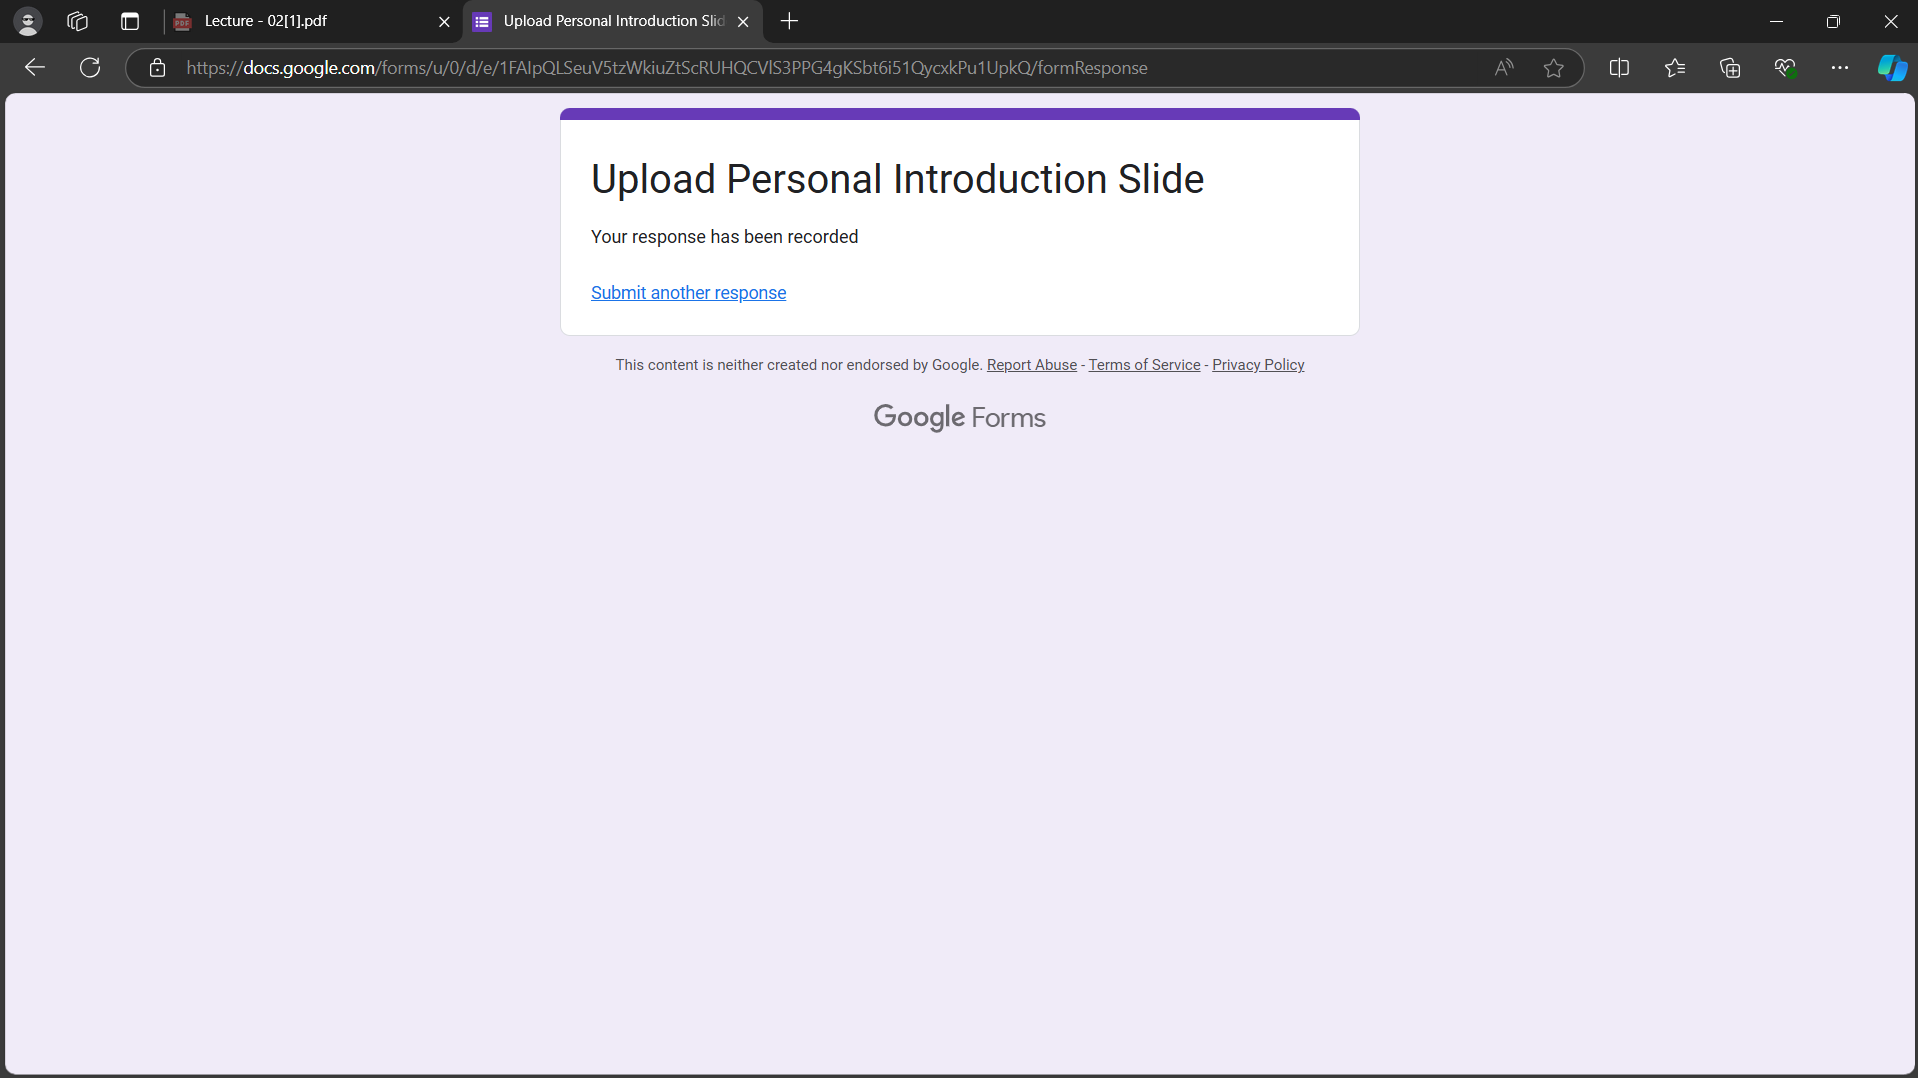 Lecture - 02[1].pdf
Upload Personal Introduction Slid
https://docs.google.com/forms/u/0/d/e/1FAIpQLSeuV5tzWkiuZtScRUHQCVlS3PPG4gKSbt6i51QycxkPu1UpkQ/formResponse
Upload Personal Introduction Slide
Your response has been recorded
Submit another response
This content is neither created nor endorsed by Google. Report Abuse - Terms of Service - Privacy Policy
Google Forms